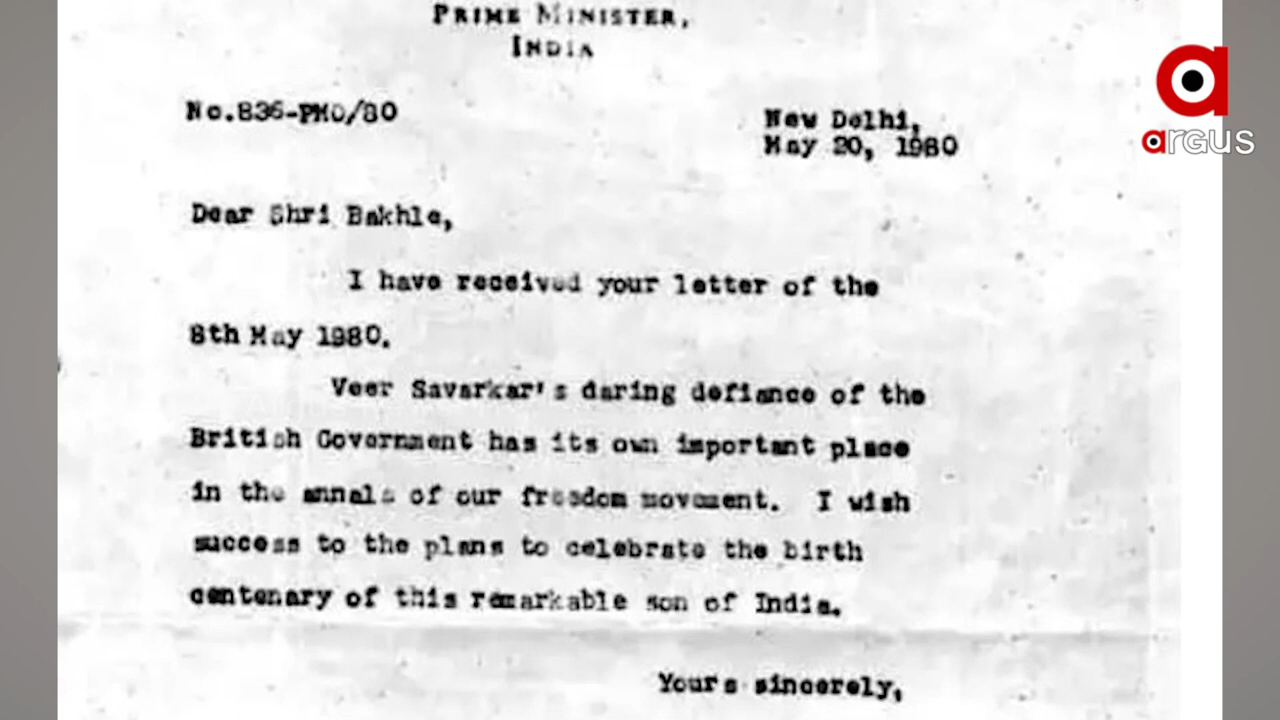 PRIME MINISTER,
INDIA
No.836-PMO/80
New Delhi,
May 20, 1980
argus
Dear Shri Bakhle,
I have received your letter of the
8th May 1980.
Veer Savarkar's daring defiance of the
British Government has its own important place
in the annals of our freedom movement. I wish
success to the plans to celebrate the birth
centenary of this remarkable son of India.
Yours sincerely,